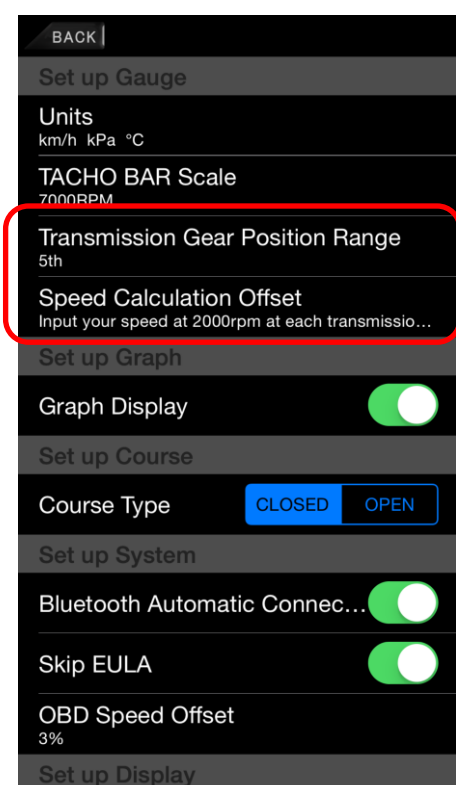 BACK
Set up Gauge
Units
km/h kPa °C
TACHO BAR Scale
7000RPM
Transmission Gear Position Range
5th
Speed Calculation Offset
Input your speed at 2000rpm at each transmissio...
Set up Graph
Graph Display
Set up Course
Course Type CLOSED OPEN
Set up System
Bluetooth Automatic Connec...
Skip EULA
OBD Speed Offset
3%
Set up Display